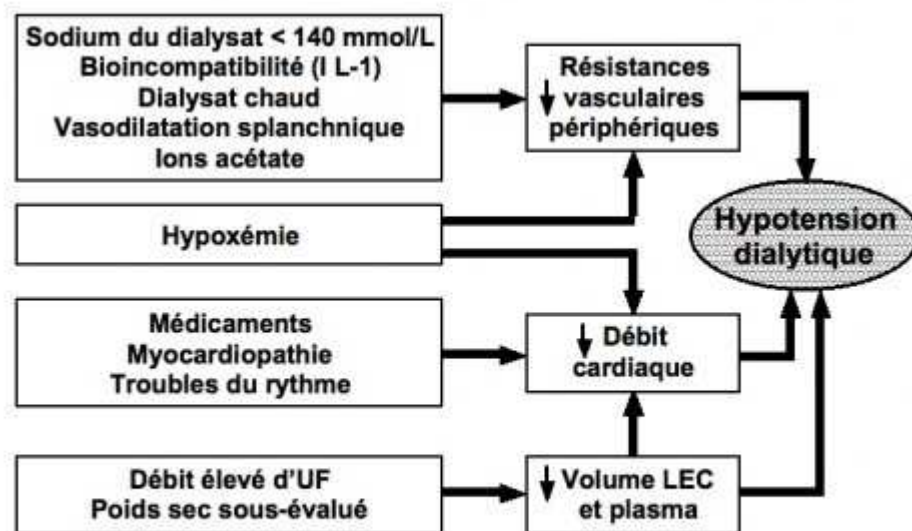 Sodium du dialysat < 140 mmol/L
Bioincompatibilité (I L-1)
Dialysat chaud
Vasodilatation splanchnique
Ions acétate
↓ Résistances
vasculaires
périphériques
Hypotension
dialytique
Hypoxémie
Médicaments
Myocardiopathie
Troubles du rythme
↓ Débit
cardiaque
Débit élevé d'UF
Poids sec sous-évalué
↓ Volume LEC
et plasma